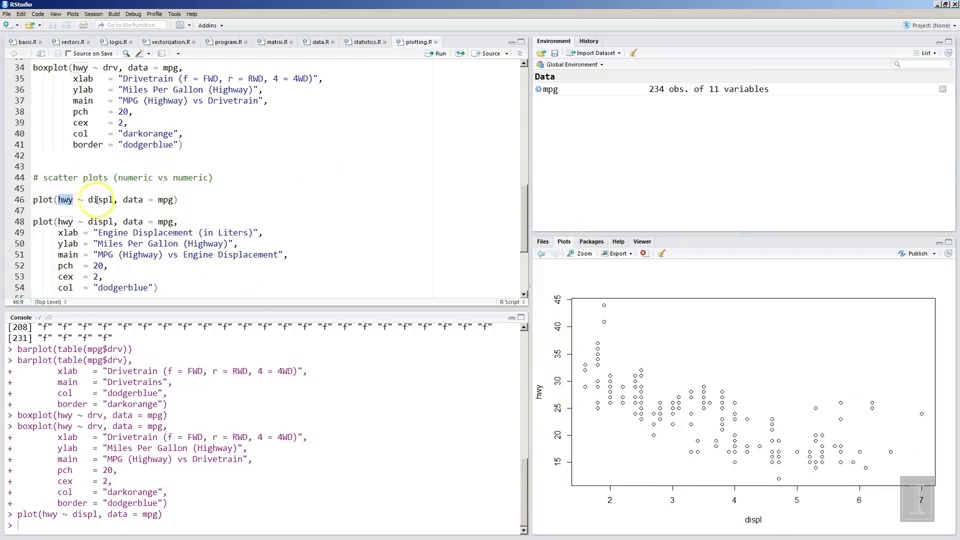 RStudio
File Edit Code View Plots Session Build Debug Profile Tools Help
Go to file/function
Addins
Project: (None)
basic.R vectors.R logic.R vectorization.R program.R matrix.R data.R statistics.R plotting.R
Source on Save Run Source
34 boxplot(hwy ~ drv, data = mpg,
35 xlab = "Drivetrain (f = FWD, r = RWD, 4 = 4WD)",
36 ylab = "Miles Per Gallon (Highway)",
37 main = "MPG (Highway) vs Drivetrain",
38 pch = 20,
39 cex = 2,
40 col = "darkorange",
41 border = "dodgerblue")
42
43
44 # scatter plots (numeric vs numeric)
45
46 plot(hwy ~ displ, data = mpg)
47
48 plot(hwy ~ displ, data = mpg,
49 xlab = "Engine Displacement (in Liters)",
50 ylab = "Miles Per Gallon (Highway)",
51 main = "MPG (Highway) vs Engine Displacement",
52 pch = 20,
53 cex = 2,
54 col = "dodgerblue")
46:9 (Top Level) R Script
Console ~/
[208] "f" "f" "f" "f" "f" "f" "f" "f" "f" "f" "f" "f" "f" "f" "f" "f" "f" "f" "f" "f" "f" "f" "f"
[231] "f" "f" "f" "f"
> barplot(table(mpg$drv))
> barplot(table(mpg$drv),
+ xlab = "Drivetrain (f = FWD, r = RWD, 4 = 4WD)",
+ main = "Drivetrains",
+ col = "dodgerblue",
+ border = "darkorange")
> boxplot(hwy ~ drv, data = mpg)
> boxplot(hwy ~ drv, data = mpg,
+ xlab = "Drivetrain (f = FWD, r = RWD, 4 = 4WD)",
+ ylab = "Miles Per Gallon (Highway)",
+ main = "MPG (Highway) vs Drivetrain",
+ pch = 20,
+ cex = 2,
+ col = "darkorange",
+ border = "dodgerblue")
> plot(hwy ~ displ, data = mpg)
>
Environment History
Import Dataset List
Global Environment
Data
mpg 234 obs. of 11 variables
Files Plots Packages Help Viewer
Zoom Export Publish
hwy
45
40
35
30
25
20
15
2 3 4 5 6 7
displ
I